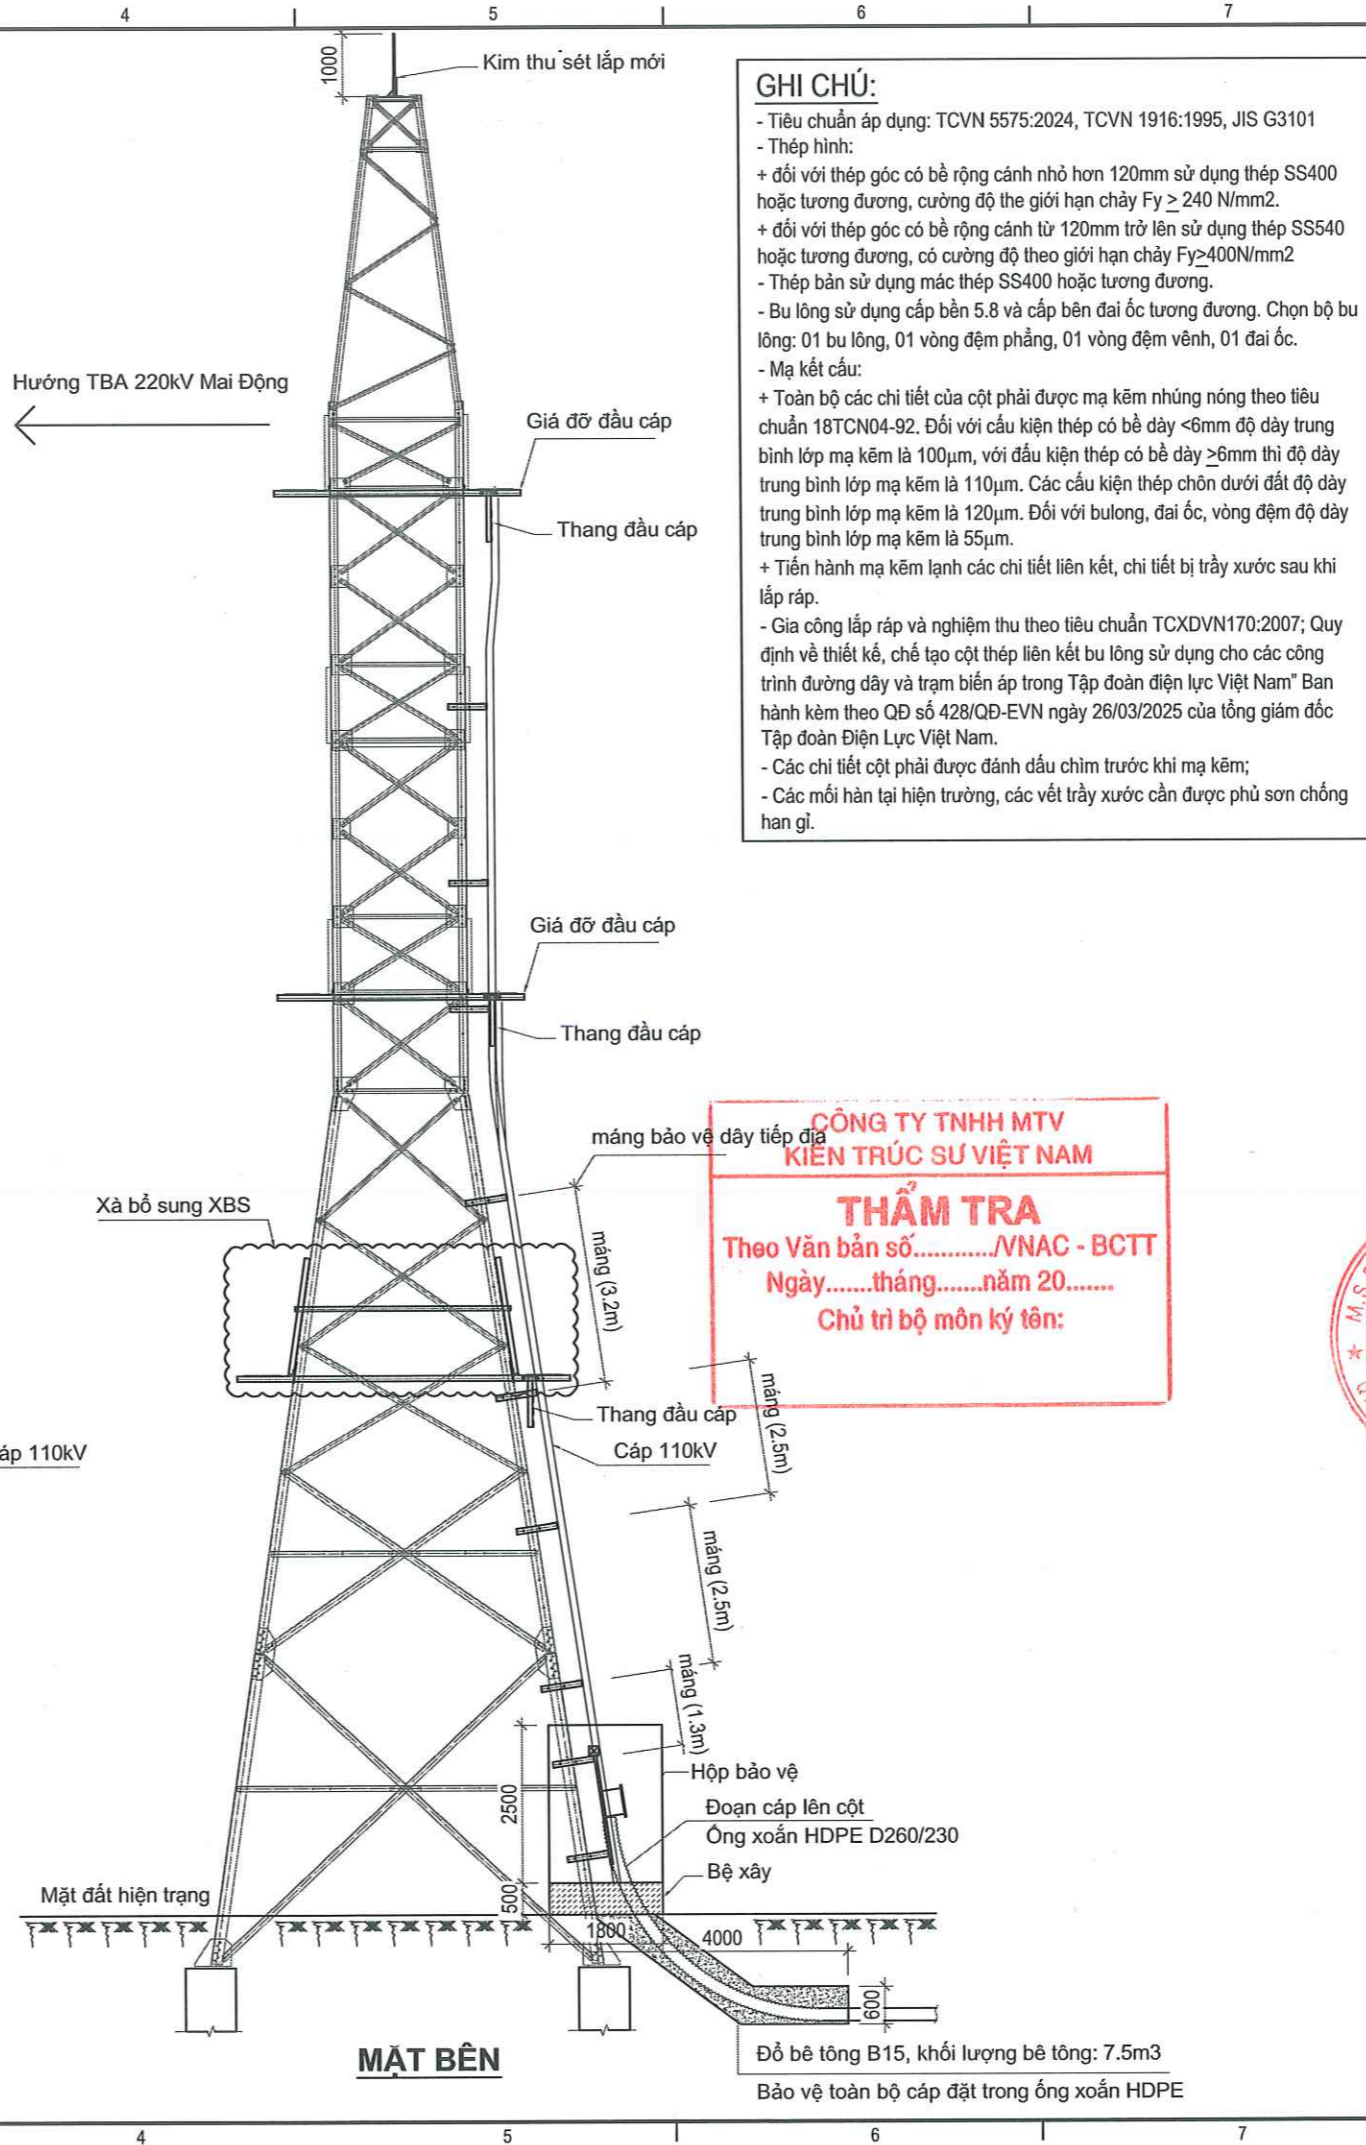 4
5
6
7
1000
Kim thu sét lắp mới
GHI CHÚ:
- Tiêu chuẩn áp dụng: TCVN 5575:2024, TCVN 1916:1995, JIS G3101
- Thép hình:
+ đối với thép góc có bề rộng cánh nhỏ hơn 120mm sử dụng thép SS400
hoặc tương đương, cường độ the giới hạn chảy Fy ≥ 240 N/mm2.
+ đối với thép góc có bề rộng cánh từ 120mm trở lên sử dụng thép SS540
hoặc tương đương, có cường độ theo giới hạn chảy Fy≥400N/mm2
- Thép bản sử dụng mác thép SS400 hoặc tương đương.
- Bu lông sử dụng cấp bền 5.8 và cấp bên đai ốc tương đương. Chọn bộ bu
lông: 01 bu lông, 01 vòng đệm phẳng, 01 vòng đệm vênh, 01 đai ốc.
- Mạ kết cấu:
+ Toàn bộ các chi tiết của cột phải được mạ kẽm nhúng nóng theo tiêu
chuẩn 18TCN04-92. Đối với cấu kiện thép có bề dày <6mm độ dày trung
bình lớp mạ kẽm là 100μm, với đấu kiện thép có bề dày ≥6mm thì độ dày
trung bình lớp mạ kẽm là 110μm. Các cấu kiện thép chôn dưới đất độ dày
trung bình lớp mạ kẽm là 120μm. Đối với bulong, đai ốc, vòng đệm độ dày
trung bình lớp mạ kẽm là 55μm.
+ Tiến hành mạ kẽm lạnh các chi tiết liên kết, chi tiết bị trầy xước sau khi
lắp ráp.
- Gia công lắp ráp và nghiệm thu theo tiêu chuẩn TCXDVN170:2007; Quy
định về thiết kế, chế tạo cột thép liên kết bu lông sử dụng cho các công
trình đường dây và trạm biến áp trong Tập đoàn điện lực Việt Nam" Ban
hành kèm theo QĐ số 428/QĐ-EVN ngày 26/03/2025 của tổng giám đốc
Tập đoàn Điện Lực Việt Nam.
- Các chi tiết cột phải được đánh dấu chìm trước khi mạ kẽm;
- Các mối hàn tại hiện trường, các vết trầy xước cần được phủ sơn chống
han gỉ.
Hướng TBA 220kV Mai Động
Giá đỡ đầu cáp
Thang đầu cáp
Giá đỡ đầu cáp
Thang đầu cáp
máng bảo vệ dây tiếp địa
CÔNG TY TNHH MTV
KIẾN TRÚC SƯ VIỆT NAM
THẨM TRA
Theo Văn bản số............/VNAC - BCTT
Ngày.......tháng.......năm 20.......
Chủ trì bộ môn ký tên:
M.S.
Xà bổ sung XBS
máng (3.2m)
máng (2.5m)
Thang đầu cáp
Cáp 110kV
áp 110kV
máng (2.5m)
máng (1.3m)
Hộp bảo vệ
2500
Đoạn cáp lên cột
Ống xoắn HDPE D260/230
Bệ xây
500
Mặt đất hiện trạng
1800
4000
600
MẶT BÊN
Đổ bê tông B15, khối lượng bê tông: 7.5m3
Bảo vệ toàn bộ cáp đặt trong ống xoắn HDPE
4
5
6
7